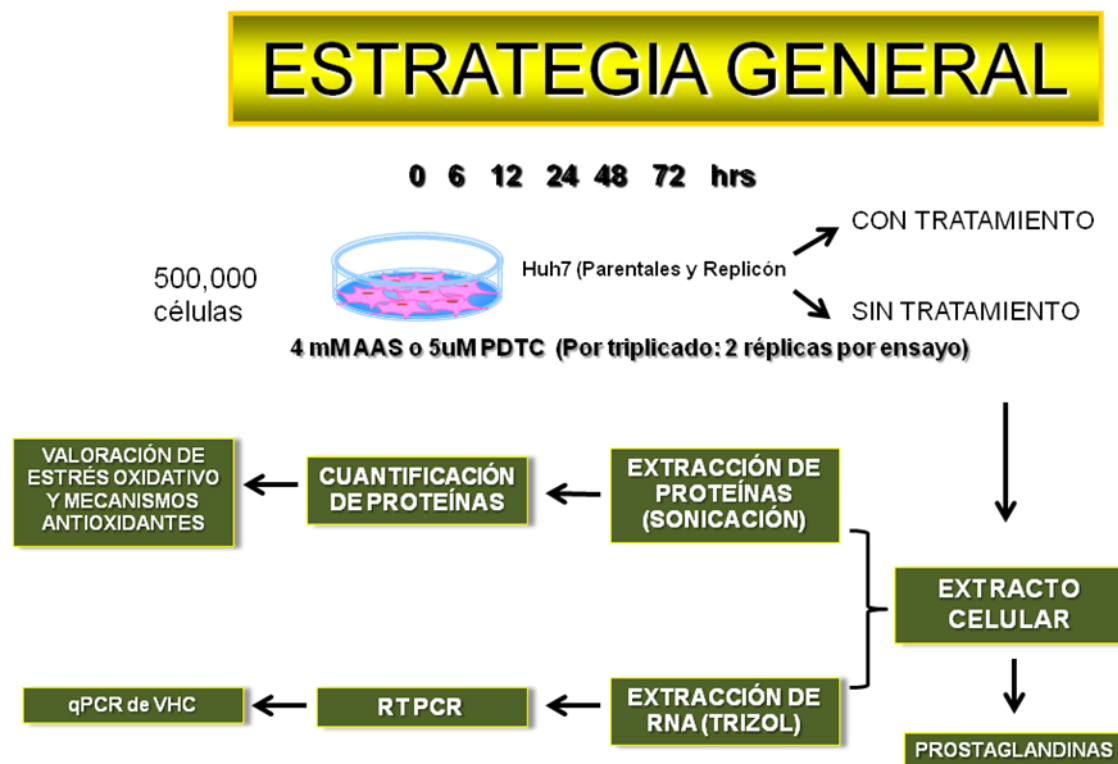 ESTRATEGIA GENERAL
0 6 12 24 48 72 hrs
CON TRATAMIENTO
500,000
células
Huh7 (Parentales y Replicón
SIN TRATAMIENTO
4 mM AAS o 5uM PDTC (Por triplicado: 2 réplicas por ensayo)
VALORACIÓN DE
ESTRÉS OXIDATIVO
Y MECANISMOS
ANTIOXIDANTES
CUANTIFICACIÓN
DE PROTEÍNAS
EXTRACCIÓN DE
PROTEÍNAS
(SONICACIÓN)
EXTRACTO
CELULAR
qPCR de VHC
RT PCR
EXTRACCIÓN DE
RNA (TRIZOL)
PROSTAGLANDINAS